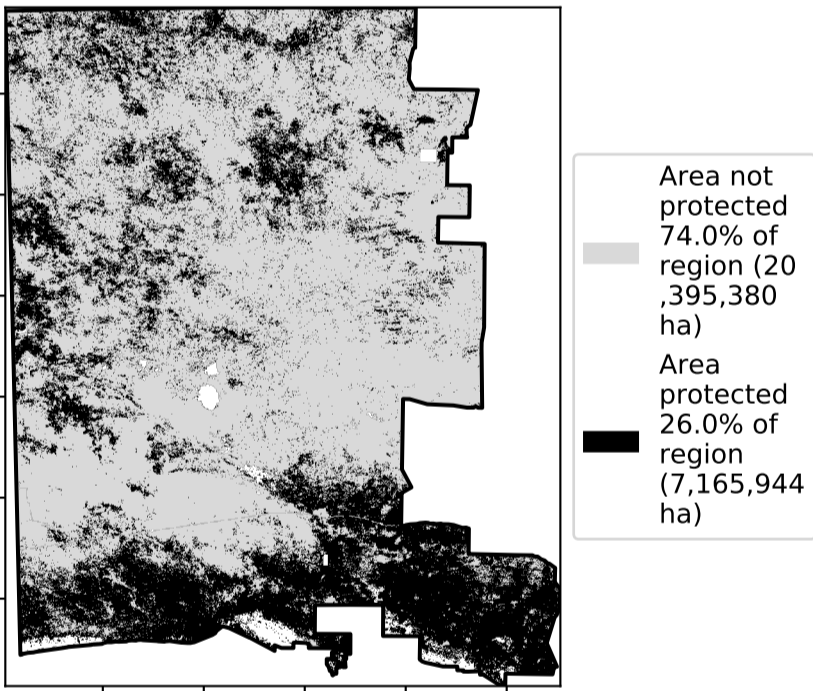 Area not
protected
74.0% of
region (20
,395,380
ha)
Area
protected
26.0% of
region
(7,165,944
ha)